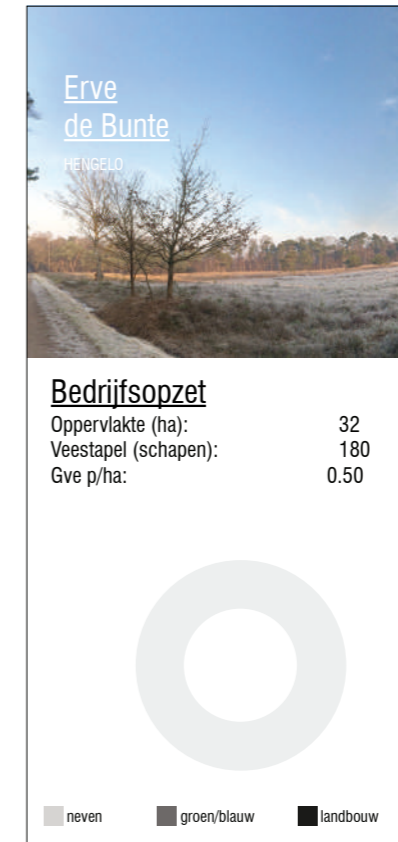 Erve
de Bunte
HENGELO
Bedrijfsopzet
Oppervlakte (ha): 32
Veestapel (schapen): 180
Gve p/ha: 0.50
neven groen/blauw landbouw